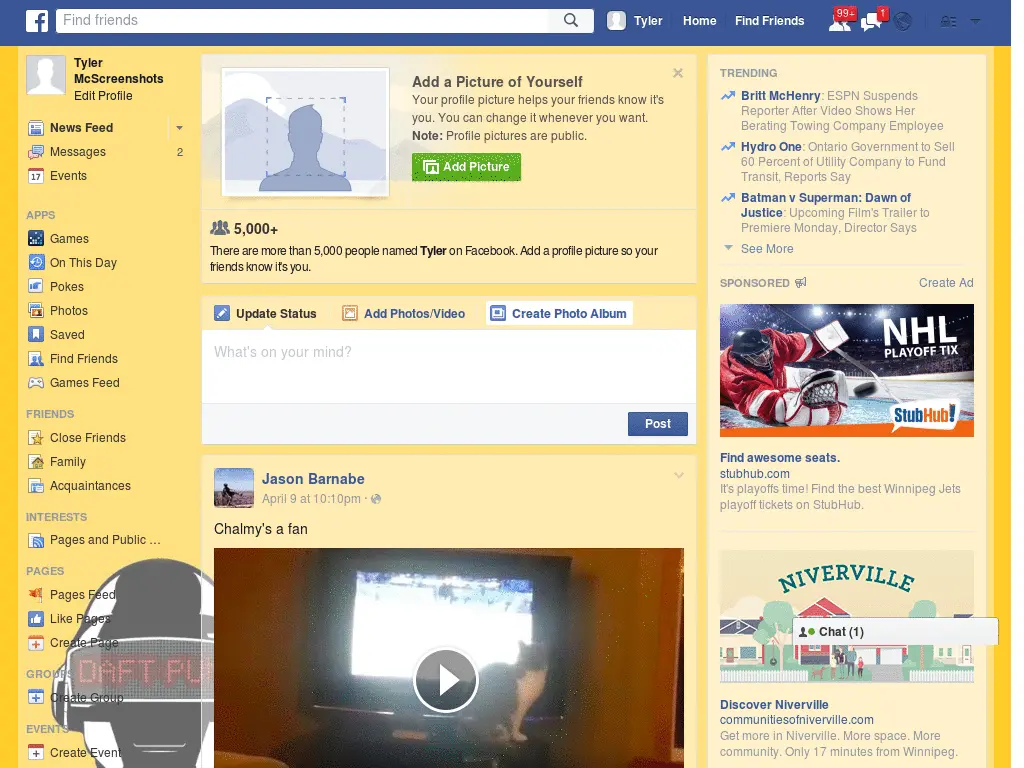 Find friends
Tyler
Home
Find Friends
99+
1
Tyler
McScreenshots
Edit Profile
News Feed
Messages
2
17
Events
APPS
Games
On This Day
Pokes
Photos
Saved
Find Friends
Games Feed
FRIENDS
Close Friends
Family
Acquaintances
INTERESTS
Pages and Public ...
PAGES
Pages Feed
Like Pages
Create Page
GROUPS
Create Group
EVENTS
Create Event
DAFT PU
Add a Picture of Yourself
Your profile picture helps your friends know it's
you. You can change it whenever you want.
Note: Profile pictures are public.
Add Picture
5,000+
There are more than 5,000 people named Tyler on Facebook. Add a profile picture so your
friends know it's you.
Update Status
Add Photos/Video
Create Photo Album
What's on your mind?
Post
Jason Barnabe
April 9 at 10:10pm ·
Chalmy's a fan
TRENDING
Britt McHenry: ESPN Suspends
Reporter After Video Shows Her
Berating Towing Company Employee
Hydro One: Ontario Government to Sell
60 Percent of Utility Company to Fund
Transit, Reports Say
Batman v Superman: Dawn of
Justice: Upcoming Film's Trailer to
Premiere Monday, Director Says
See More
SPONSORED
Create Ad
NHL
PLAYOFF TIX
StubHub!
Find awesome seats.
stubhub.com
It's playoffs time! Find the best Winnipeg Jets
playoff tickets on StubHub.
NIVERVILLE
Chat (1)
Discover Niverville
communitiesofniverville.com
Get more in Niverville. More space. More
community. Only 17 minutes from Winnipeg.